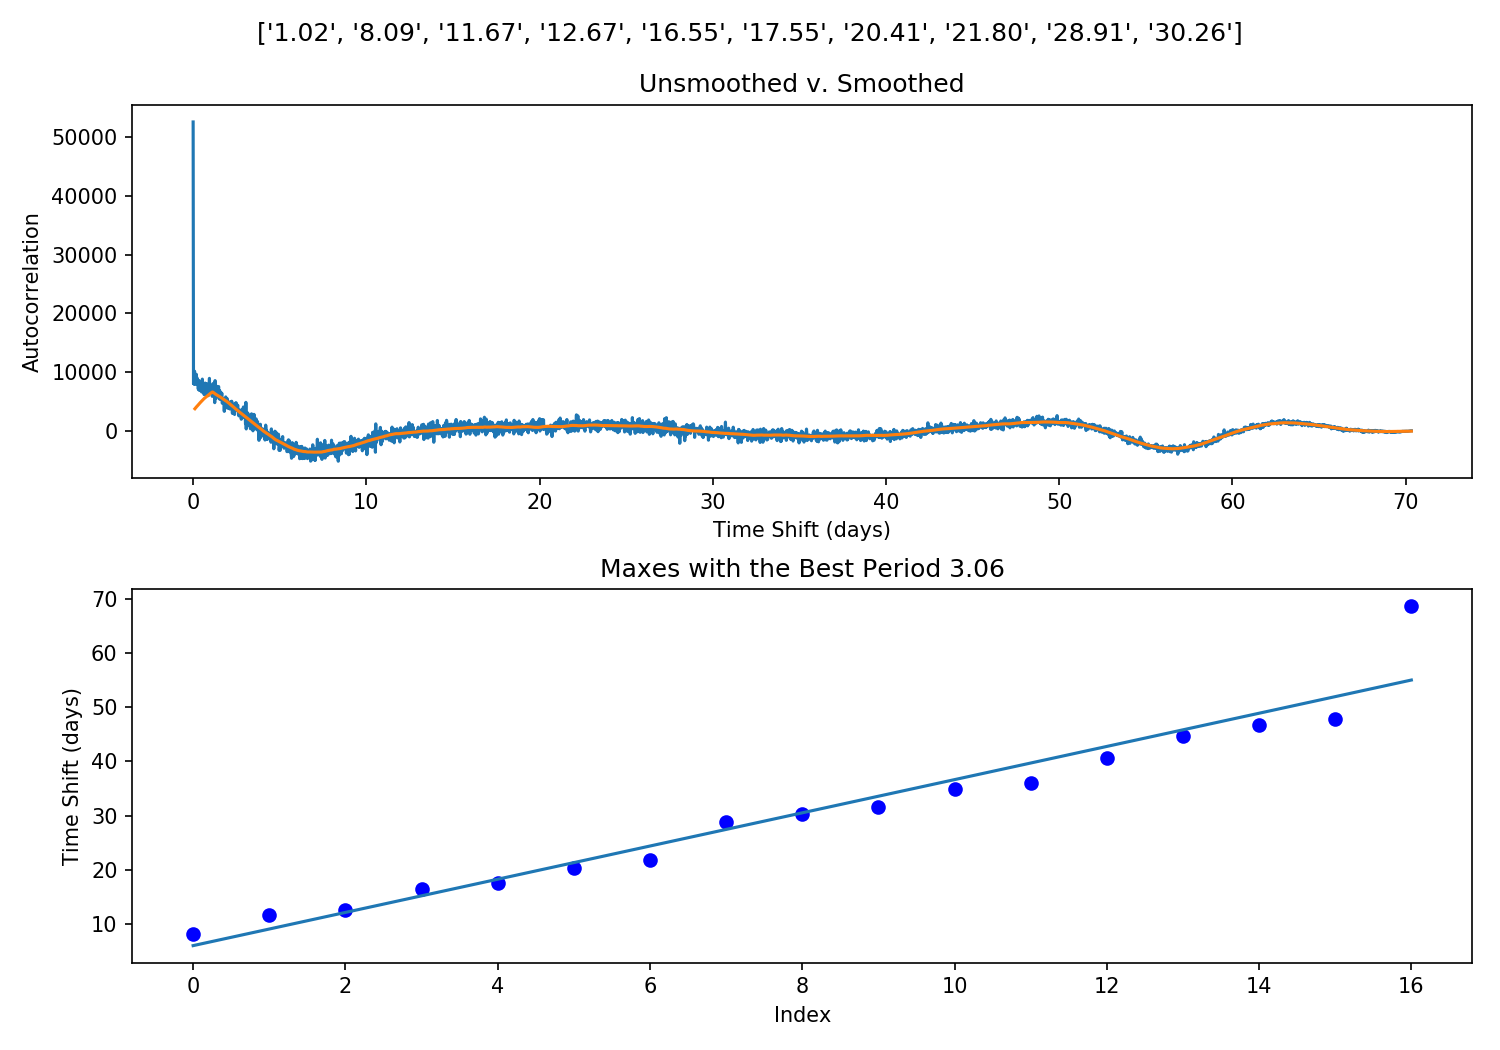 ['1.02', '8.09', '11.67', '12.67', '16.55', '17.55', '20.41', '21.80', '28.91', '30.26']
Unsmoothed v. Smoothed
50000
40000
30000
20000
10000
0
Autocorrelation
0 10 20 30 40 50 60 70
Time Shift (days)
Maxes with the Best Period 3.06
70
60
50
40
30
20
10
Time Shift (days)
0 2 4 6 8 10 12 14 16
Index